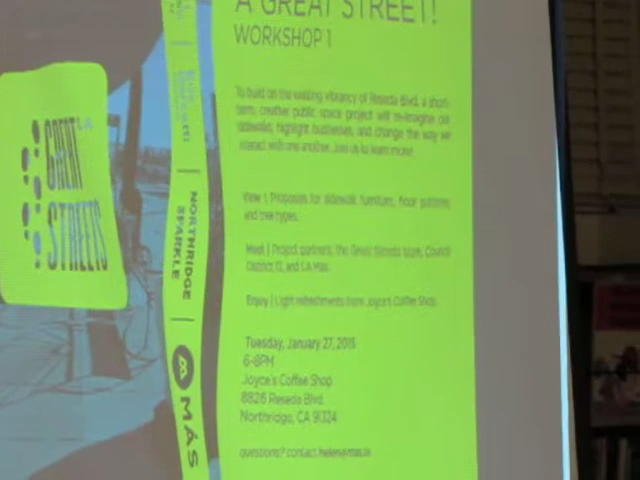 A GREAT STREET!
WORKSHOP 1
To build on the existing vibrancy of Reseda Blvd, a short-
term, creative public space project will re-imagine our
sidewalks, highlight businesses, and change the way we
interact with one another. Join us to learn more!
View | Proposals for sidewalk furniture, floor patterns,
and tree types.
Meet | Project partners, the Great Streets team, Council
District 12, and LA Más.
Enjoy | Light refreshments from Joyce's Coffee Shop.
Tuesday, January 27, 2015
6-8PM
Joyce's Coffee Shop
8826 Reseda Blvd.
Northridge, CA 91324
questions? contact
GREAT LA
STREETS
NORTHRIDGE
SPARKLE
MÁS